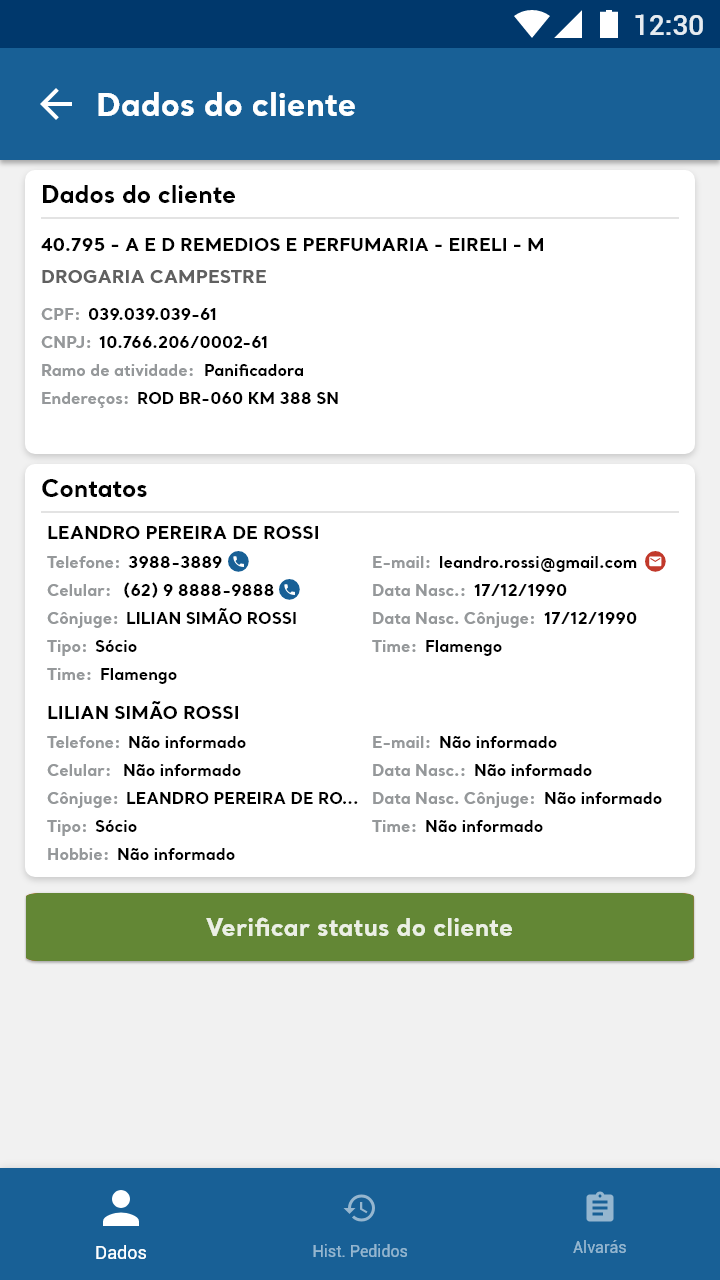 12:30
Dados do cliente
Dados do cliente
40.795 - A E D REMEDIOS E PERFUMARIA - EIRELI - M
DROGARIA CAMPESTRE
CPF: 039.039.039-61
CNPJ: 10.766.206/0002-61
Ramo de atividade: Panificadora
Endereços: ROD BR-060 KM 388 SN
Contatos
LEANDRO PEREIRA DE ROSSI
Telefone: 3988-3889 E-mail: leandro.rossi@gmail.com
Celular: (62) 9 8888-9888 Data Nasc.: 17/12/1990
Cônjuge: LILIAN SIMÃO ROSSI Data Nasc. Cônjuge: 17/12/1990
Tipo: Sócio Time: Flamengo
Time: Flamengo
LILIAN SIMÃO ROSSI
Telefone: Não informado E-mail: Não informado
Celular: Não informado Data Nasc.: Não informado
Cônjuge: LEANDRO PEREIRA DE RO... Data Nasc. Cônjuge: Não informado
Tipo: Sócio Time: Não informado
Hobbie: Não informado
Verificar status do cliente
Dados Hist. Pedidos Alvarás